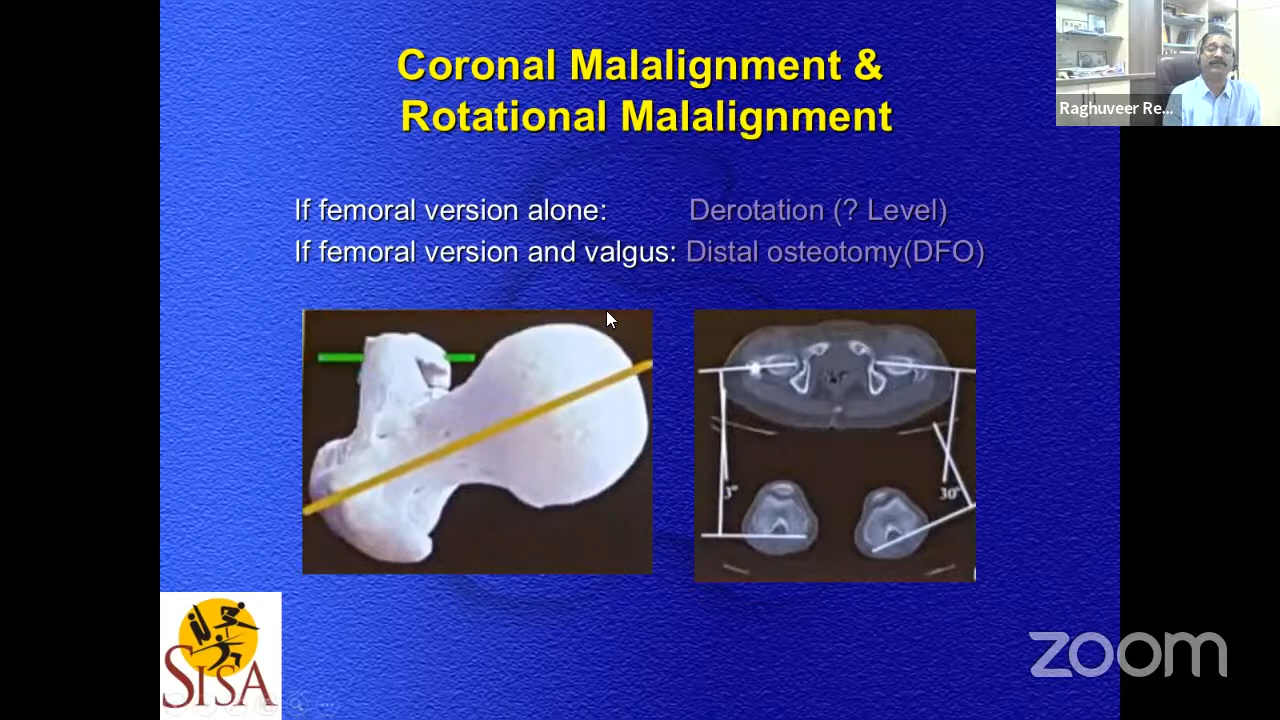 Coronal Malalignment &
Rotational Malalignment
Raghuveer Re...
If femoral version alone: Derotation (? Level)
If femoral version and valgus: Distal osteotomy(DFO)
3°
30°
SISA
zoom